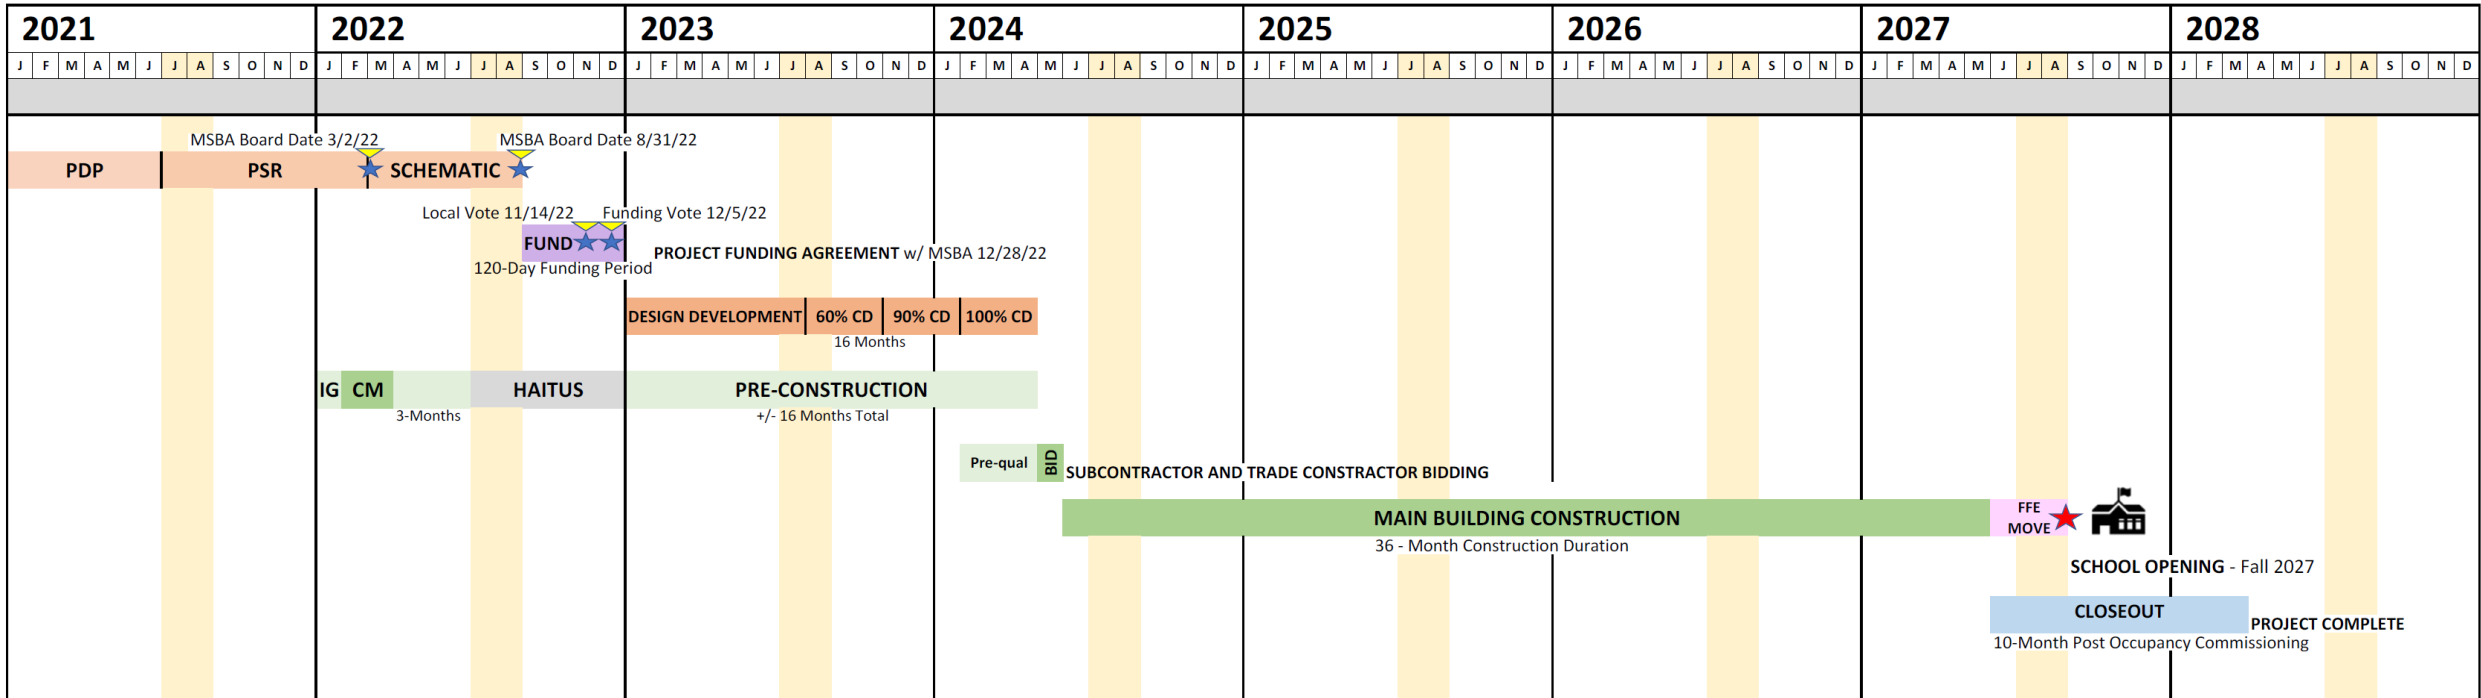 2021 2022 2023 2024 2025 2026 2027 2028
J F M A M J J A S O N D J F M A M J J A S O N D J F M A M J J A S O N D J F M A M J J A S O N D J F M A M J J A S O N D J F M A M J J A S O N D J F M A M J J A S O N D J F M A M J J A S O N D
MSBA Board Date 3/2/22 MSBA Board Date 8/31/22
PDP PSR SCHEMATIC
Local Vote 11/14/22 Funding Vote 12/5/22
FUND
PROJECT FUNDING AGREEMENT w/ MSBA 12/28/22
120-Day Funding Period
DESIGN DEVELOPMENT 60% CD 90% CD 100% CD
16 Months
IG CM HAITUS PRE-CONSTRUCTION
3-Months +/- 16 Months Total
Pre-qual BID
SUBCONTRACTOR AND TRADE CONSTRACTOR BIDDING
MAIN BUILDING CONSTRUCTION
FFE
MOVE
36 - Month Construction Duration
SCHOOL OPENING - Fall 2027
CLOSEOUT
PROJECT COMPLETE
10-Month Post Occupancy Commissioning